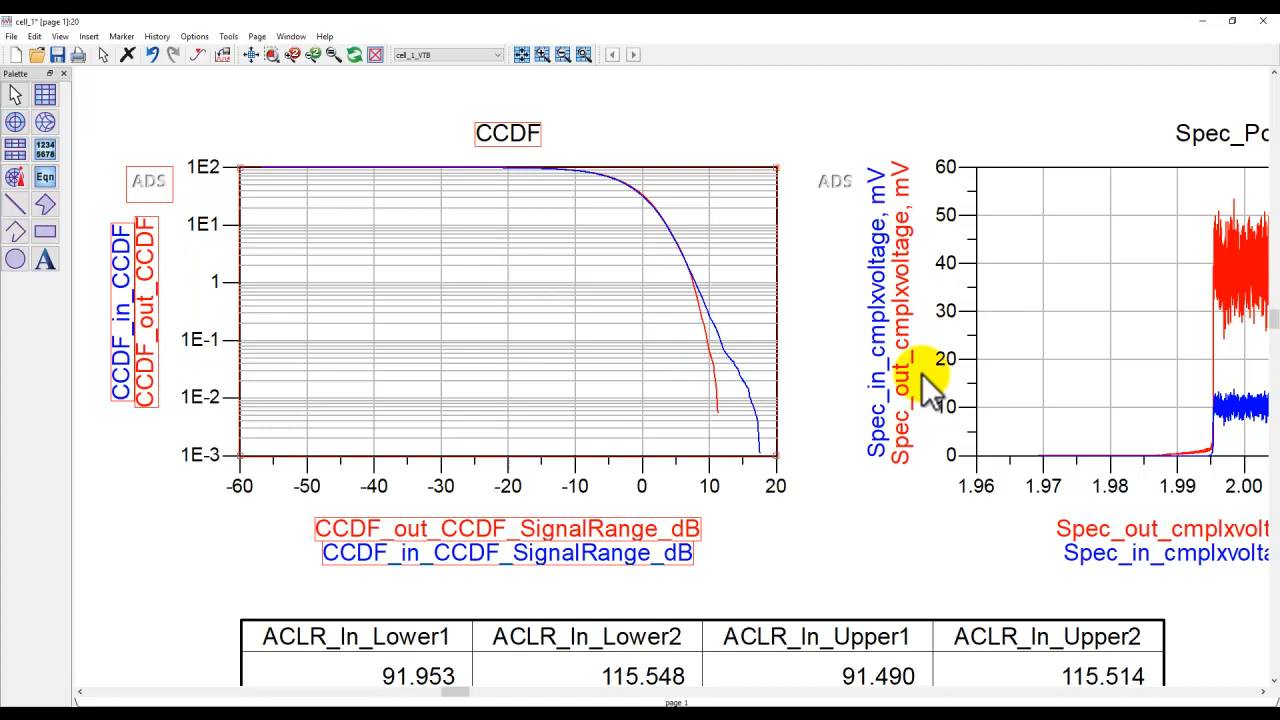 cell_1* [page 1]:20
File Edit View Insert Marker History Options Tools Page Window Help
cell_1_VTB
Palette
1234
5678
Eqn
CCDF
ADS
CCDF_in_CCDF
CCDF_out_CCDF
1E2
1E1
1
1E-1
1E-2
1E-3
-60 -50 -40 -30 -20 -10 0 10 20
CCDF_out_CCDF_SignalRange_dB
CCDF_in_CCDF_SignalRange_dB
Spec_Po
ADS
Spec_in_cmplxvoltage, mV
Spec_out_cmplxvoltage, mV
60
50
40
30
20
10
0
1.96 1.97 1.98 1.99 2.00
Spec_out_cmplxvolt
Spec_in_cmplxvolta
ACLR_In_Lower1 ACLR_In_Lower2 ACLR_In_Upper1 ACLR_In_Upper2
91.953 115.548 91.490 115.514
page 1